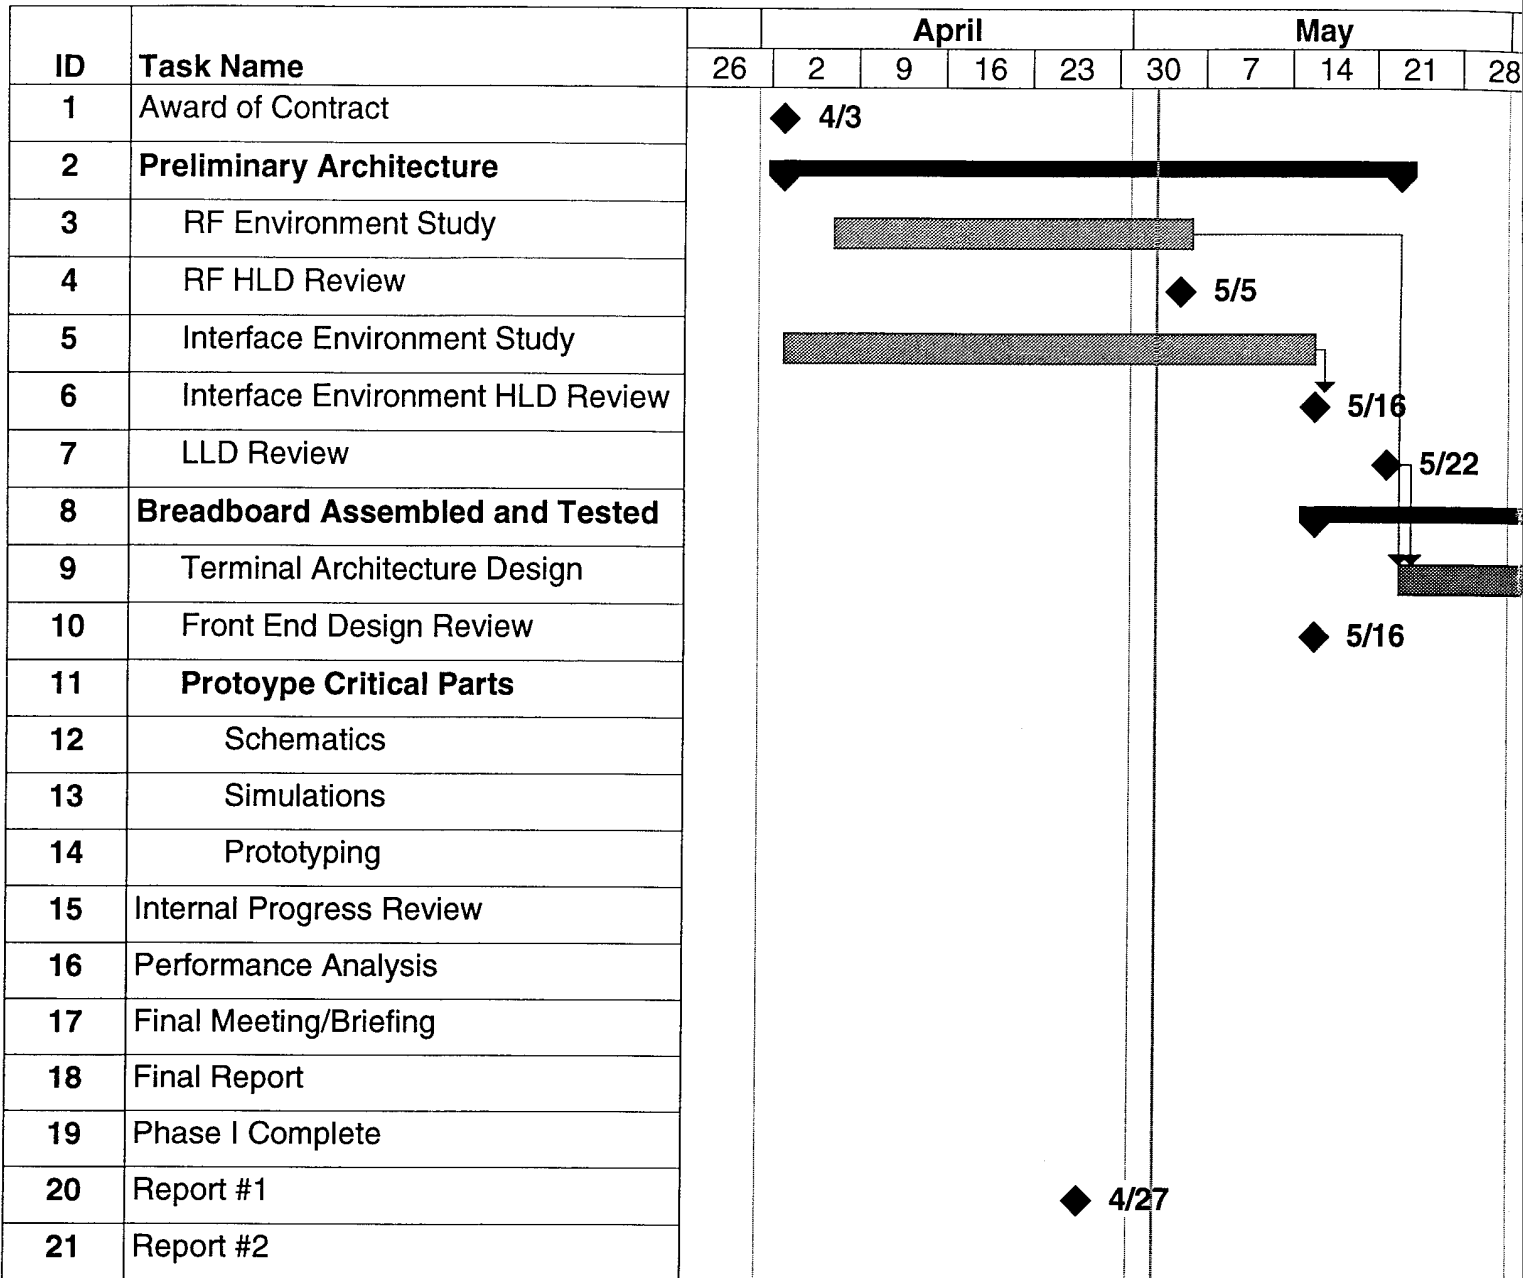 April May
ID Task Name 26 2 9 16 23 30 7 14 21 28
1 Award of Contract 4/3
2 Preliminary Architecture
3 RF Environment Study
4 RF HLD Review 5/5
5 Interface Environment Study
6 Interface Environment HLD Review 5/16
7 LLD Review 5/22
8 Breadboard Assembled and Tested
9 Terminal Architecture Design
10 Front End Design Review 5/16
11 Protoype Critical Parts
12 Schematics
13 Simulations
14 Prototyping
15 Internal Progress Review
16 Performance Analysis
17 Final Meeting/Briefing
18 Final Report
19 Phase I Complete
20 Report #1 4/27
21 Report #2